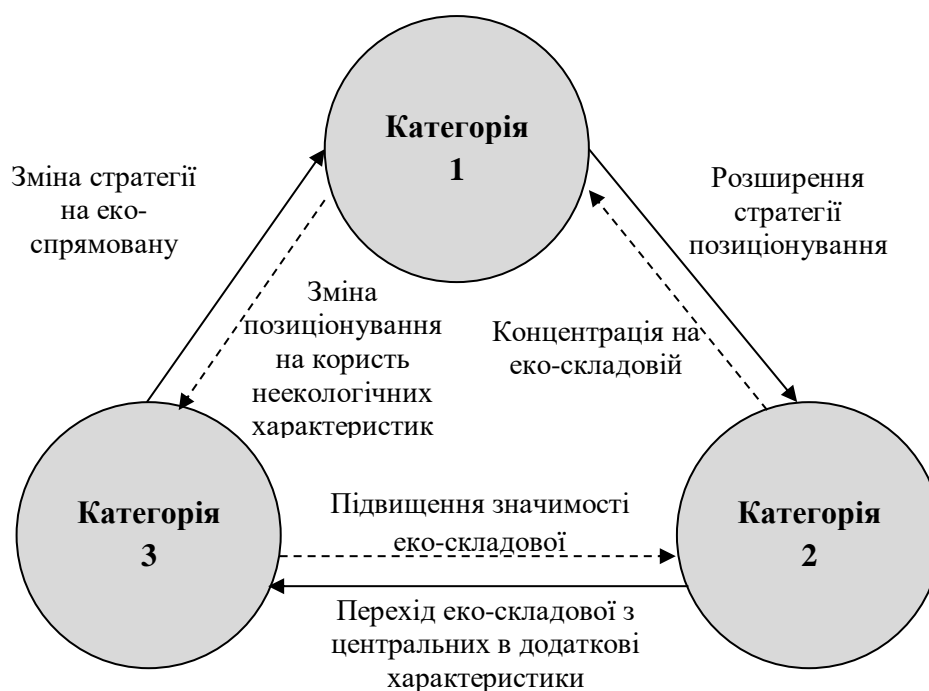 Категорія
1
Зміна стратегії
на еко-
спрямовану
Розширення
стратегії
позиціонування
Зміна
позиціонування
на користь
неекологічних
характеристик
Концентрація на
еко-складовій
Категорія
3
Підвищення значимості
еко-складової
Категорія
2
Перехід еко-складової з
центральних в додаткові
характеристики